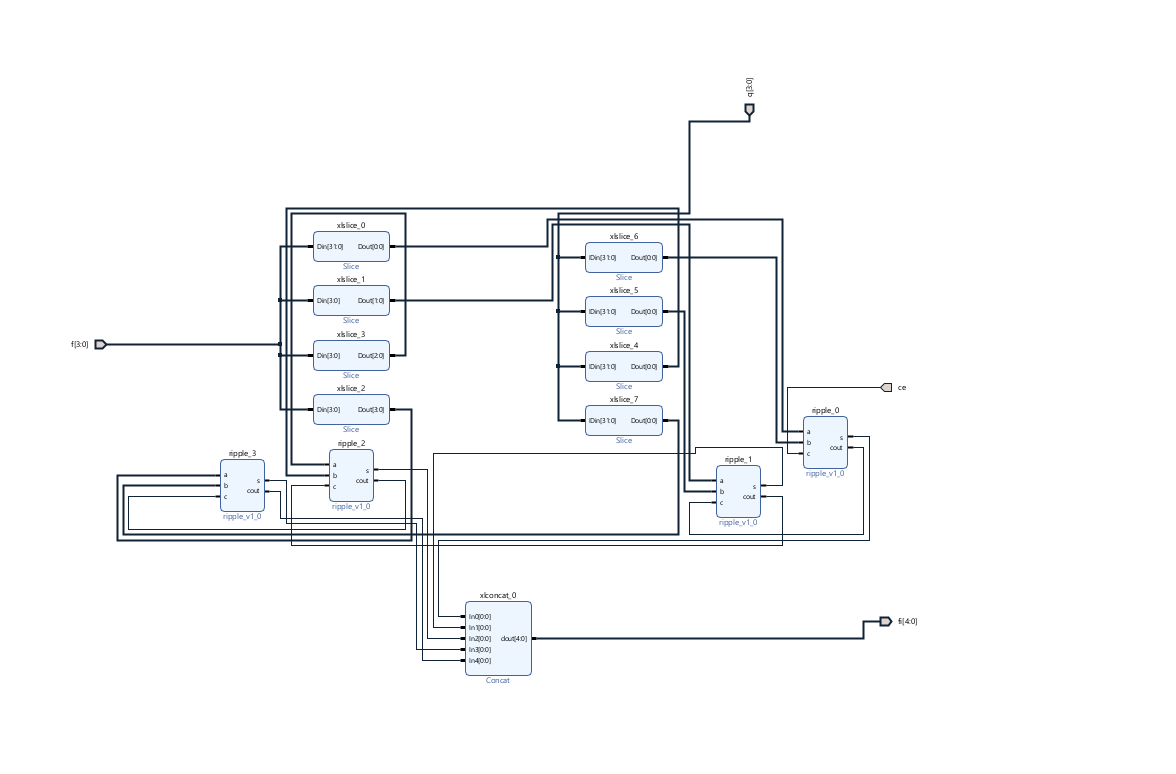 q[3:0]
xlslice_0
Din[31:0] Dout[0:0]
Slice
xlslice_6
Din[31:0] Dout[0:0]
Slice
xlslice_1
Din[3:0] Dout[1:0]
Slice
xlslice_5
Din[31:0] Dout[0:0]
Slice
f[3:0]
xlslice_3
Din[3:0] Dout[2:0]
Slice
xlslice_4
Din[31:0] Dout[0:0]
Slice
ce
xlslice_2
Din[3:0] Dout[3:0]
Slice
xlslice_7
Din[31:0] Dout[0:0]
Slice
ripple_0
a
b
c
s
cout
ripple_v1_0
ripple_2
a
b
c
s
cout
ripple_v1_0
ripple_3
a
b
c
s
cout
ripple_v1_0
ripple_1
a
b
c
s
cout
ripple_v1_0
xlconcat_0
In0[0:0]
In1[0:0]
In2[0:0] dout[4:0]
In3[0:0]
In4[0:0]
Concat
fi[4:0]